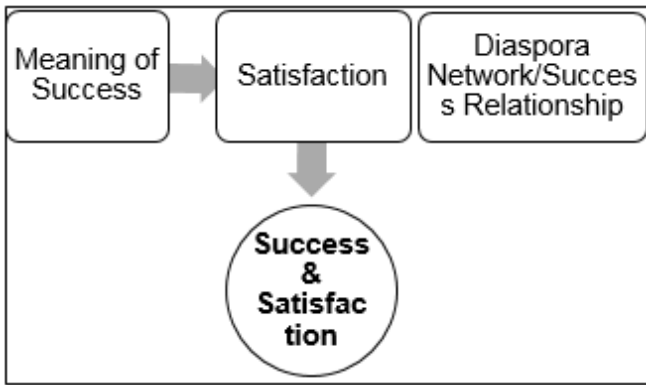 Meaning of
Success
Satisfaction
Diaspora
Network/Succes
s Relationship
Success
&
Satisfac
tion